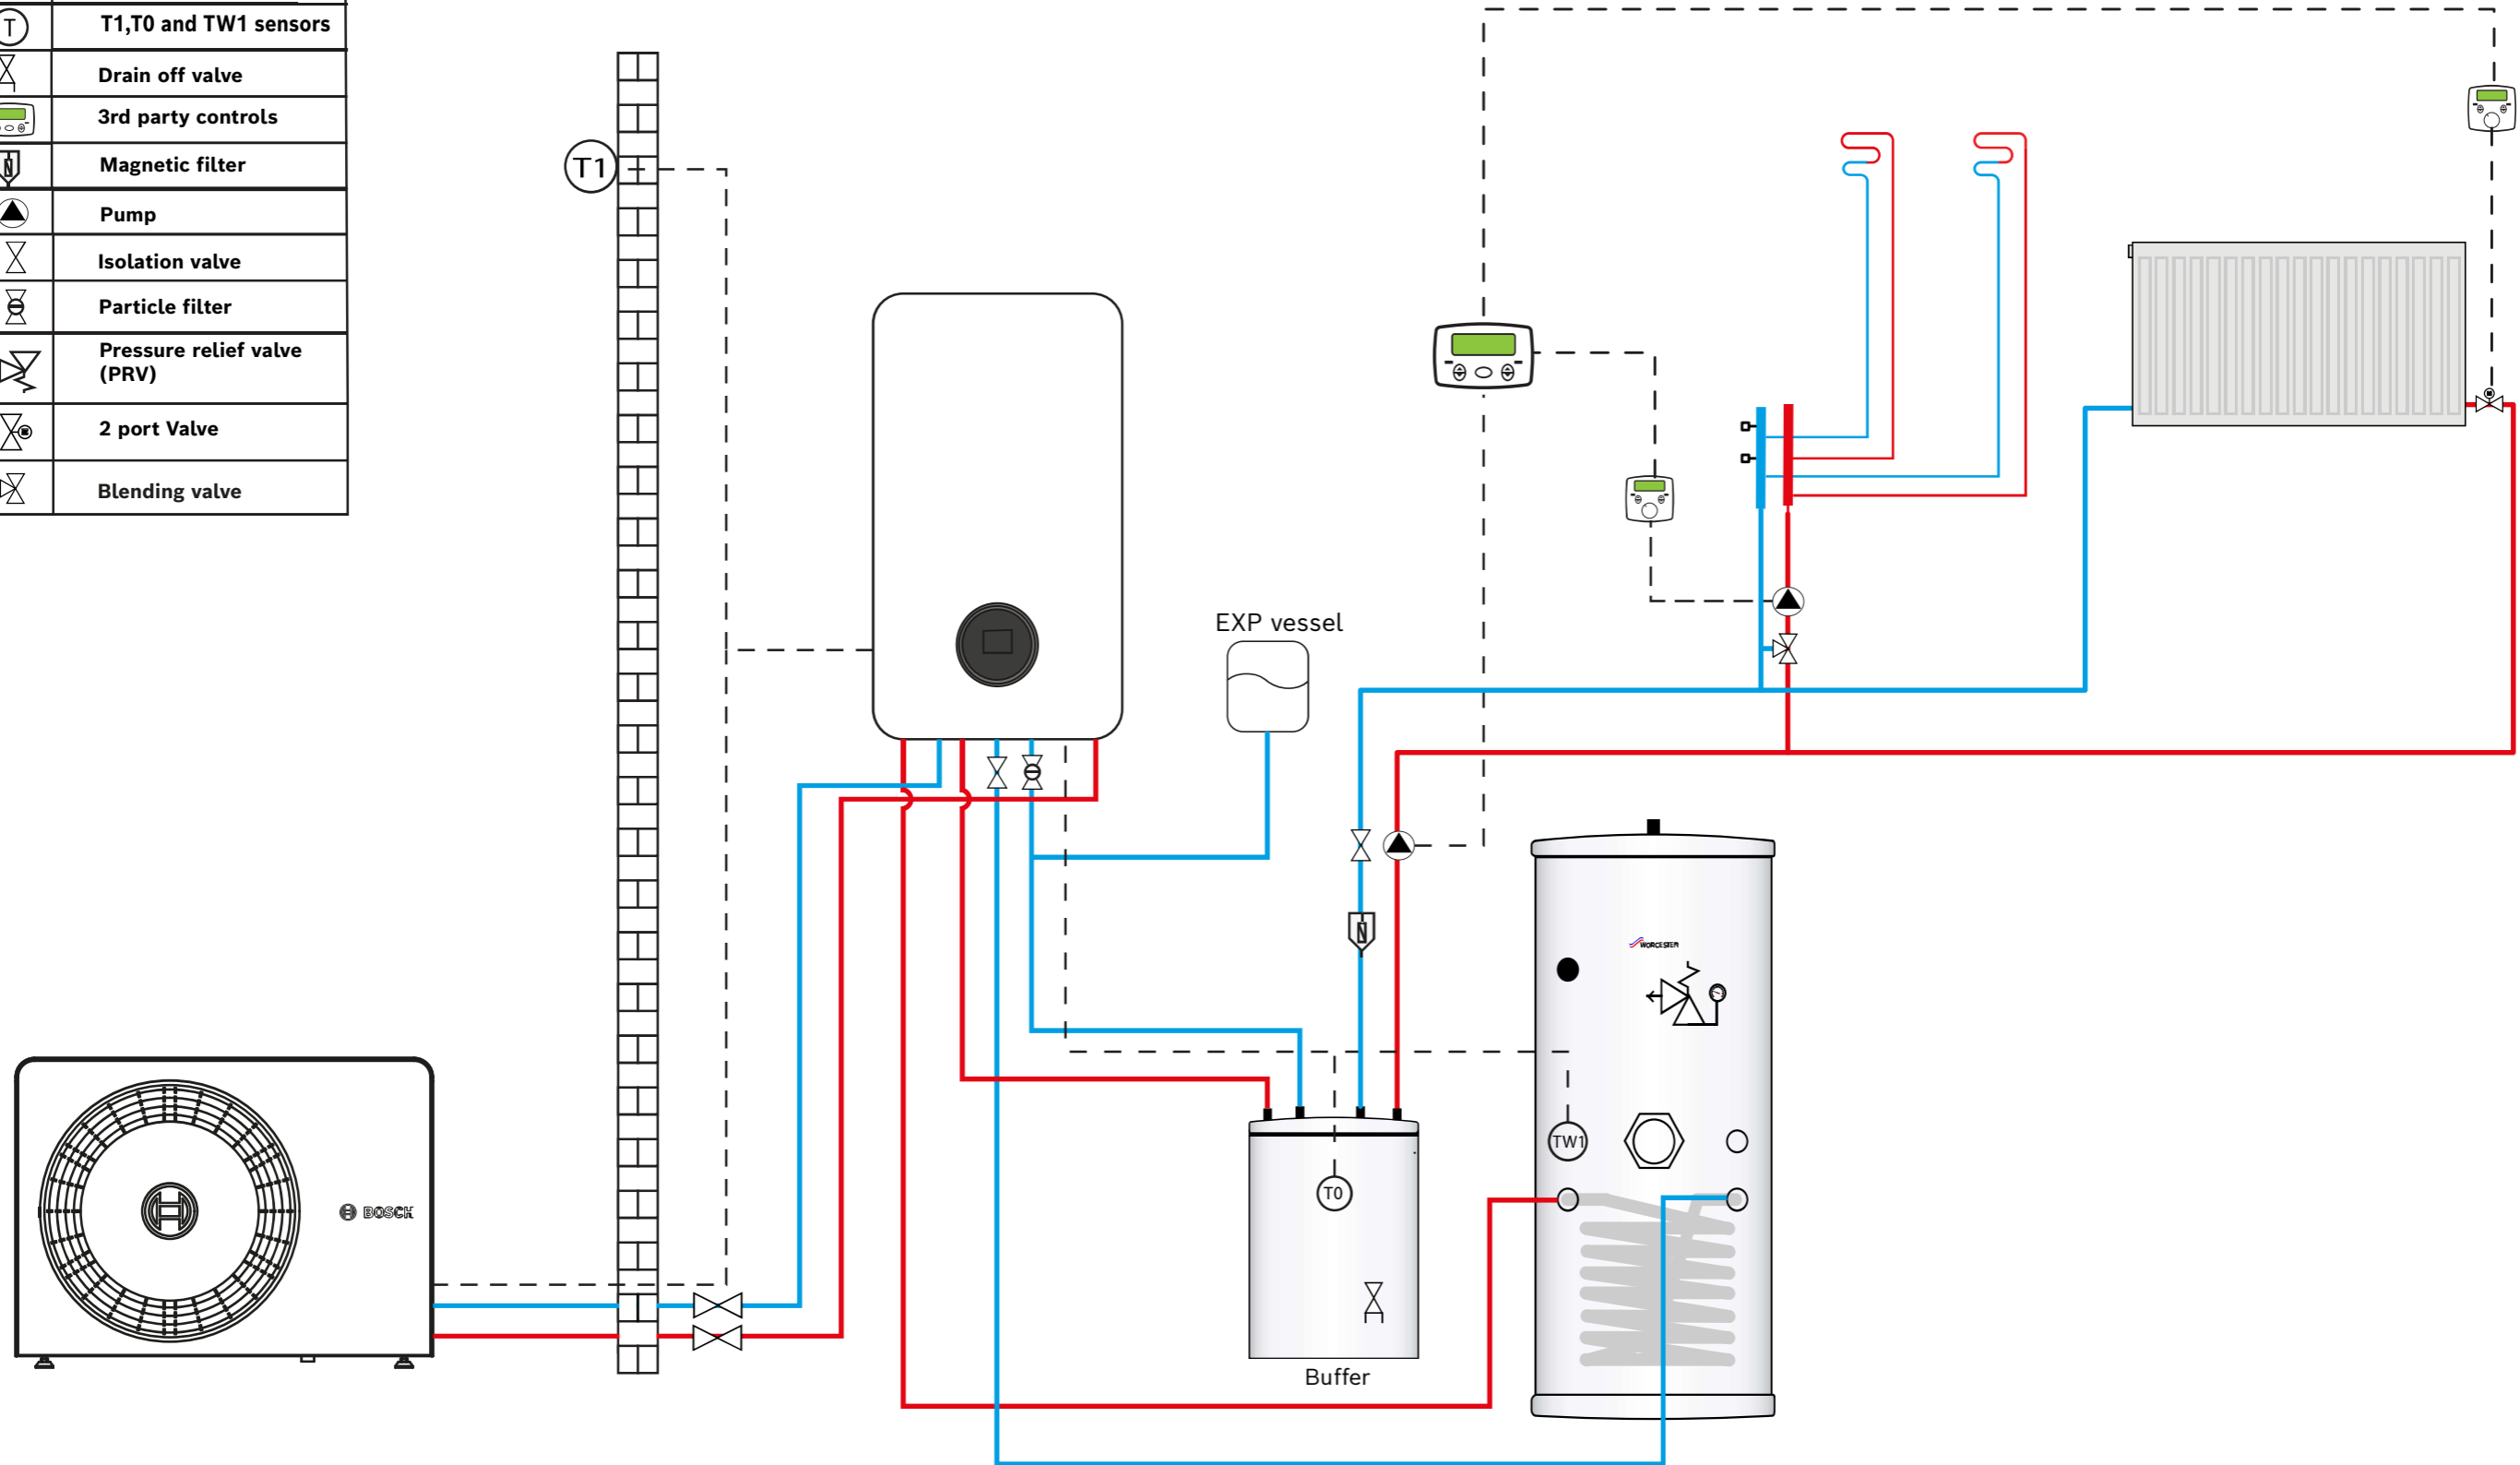 T
T1,T0 and TW1 sensors
Drain off valve
3rd party controls
Magnetic filter
Pump
Isolation valve
Particle filter
Pressure relief valve
(PRV)
2 port Valve
Blending valve
T1
EXP vessel
WORCESTER
TW1
T0
BOSCH
Buffer